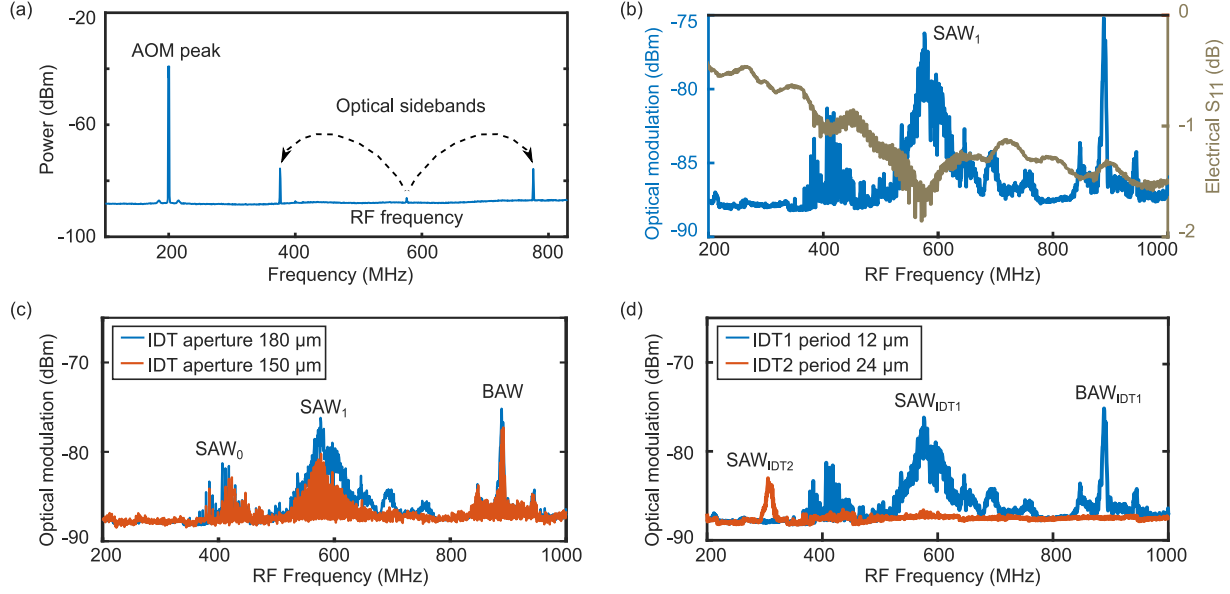 (a)
-20
-60
-100
Power (dBm)
AOM peak
Optical sidebands
RF frequency
200
400
600
800
Frequency (MHz)
(b)
-75
-80
-85
-90
Optical modulation (dBm)
SAW₁
0
-1
-2
Electrical S₁₁ (dB)
200
400
600
800
1000
RF Frequency (MHz)
(c)
-70
-80
-90
Optical modulation (dBm)
IDT aperture 180 µm
IDT aperture 150 µm
SAW₀
SAW₁
BAW
200
400
600
800
1000
RF Frequency (MHz)
(d)
-70
-80
-90
Optical modulation (dBm)
IDT1 period 12 µm
IDT2 period 24 µm
SAW_IDT2
SAW_IDT1
BAW_IDT1
200
400
600
800
1000
RF Frequency (MHz)